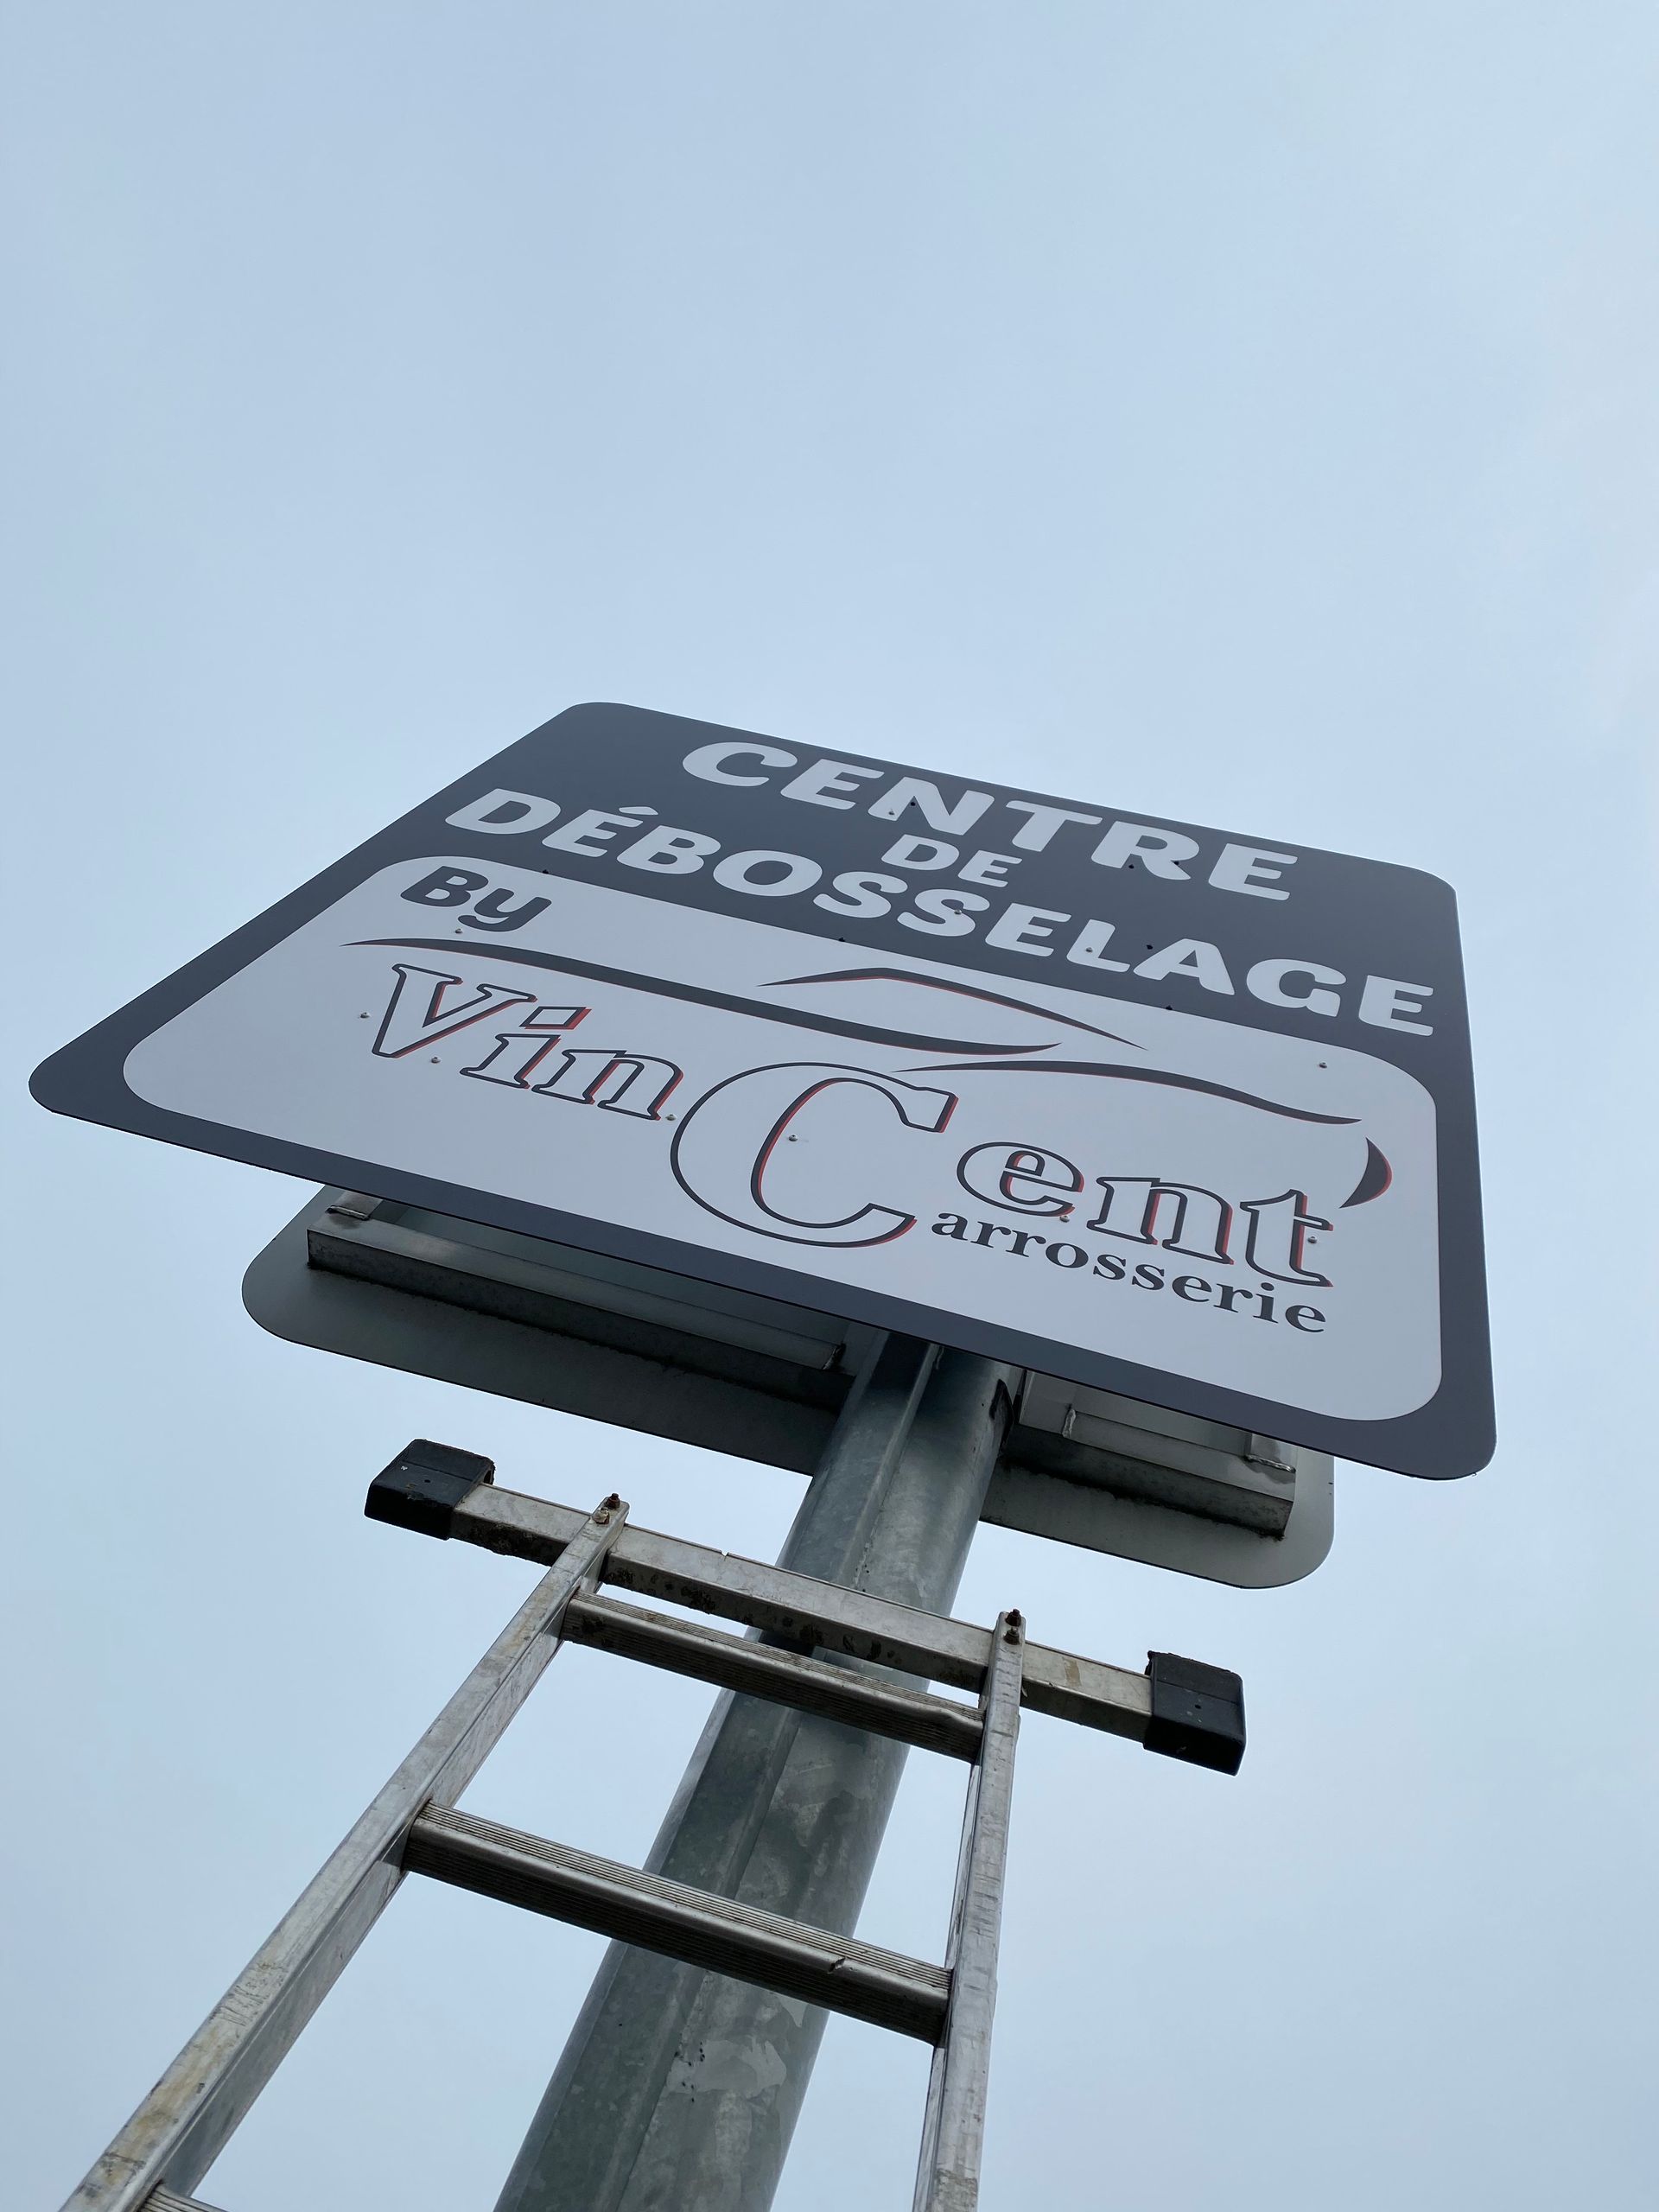 CENTRE
DE
DÉBOSSELAGE
By
VinCent
arrosserie